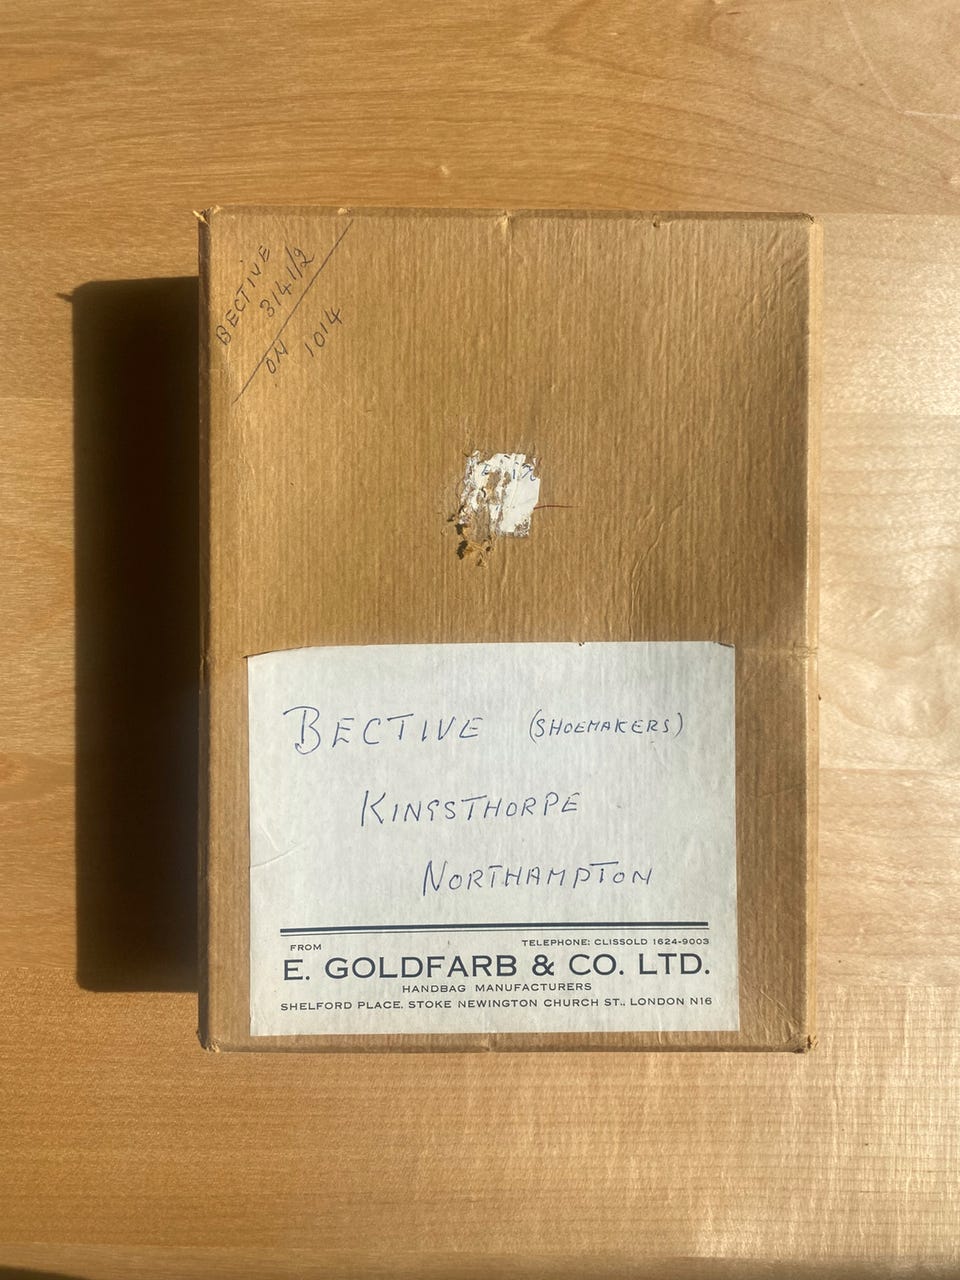 BECTIVE
314 1/2
ON 1014
BECTIVE (SHOEMAKERS)
KINGSTHORPE
NORTHAMPTON
FROM TELEPHONE: CLISSOLD 1624-9003
E. GOLDFARB & CO. LTD.
HANDBAG MANUFACTURERS
SHELFORD PLACE, STOKE NEWINGTON CHURCH ST., LONDON N16